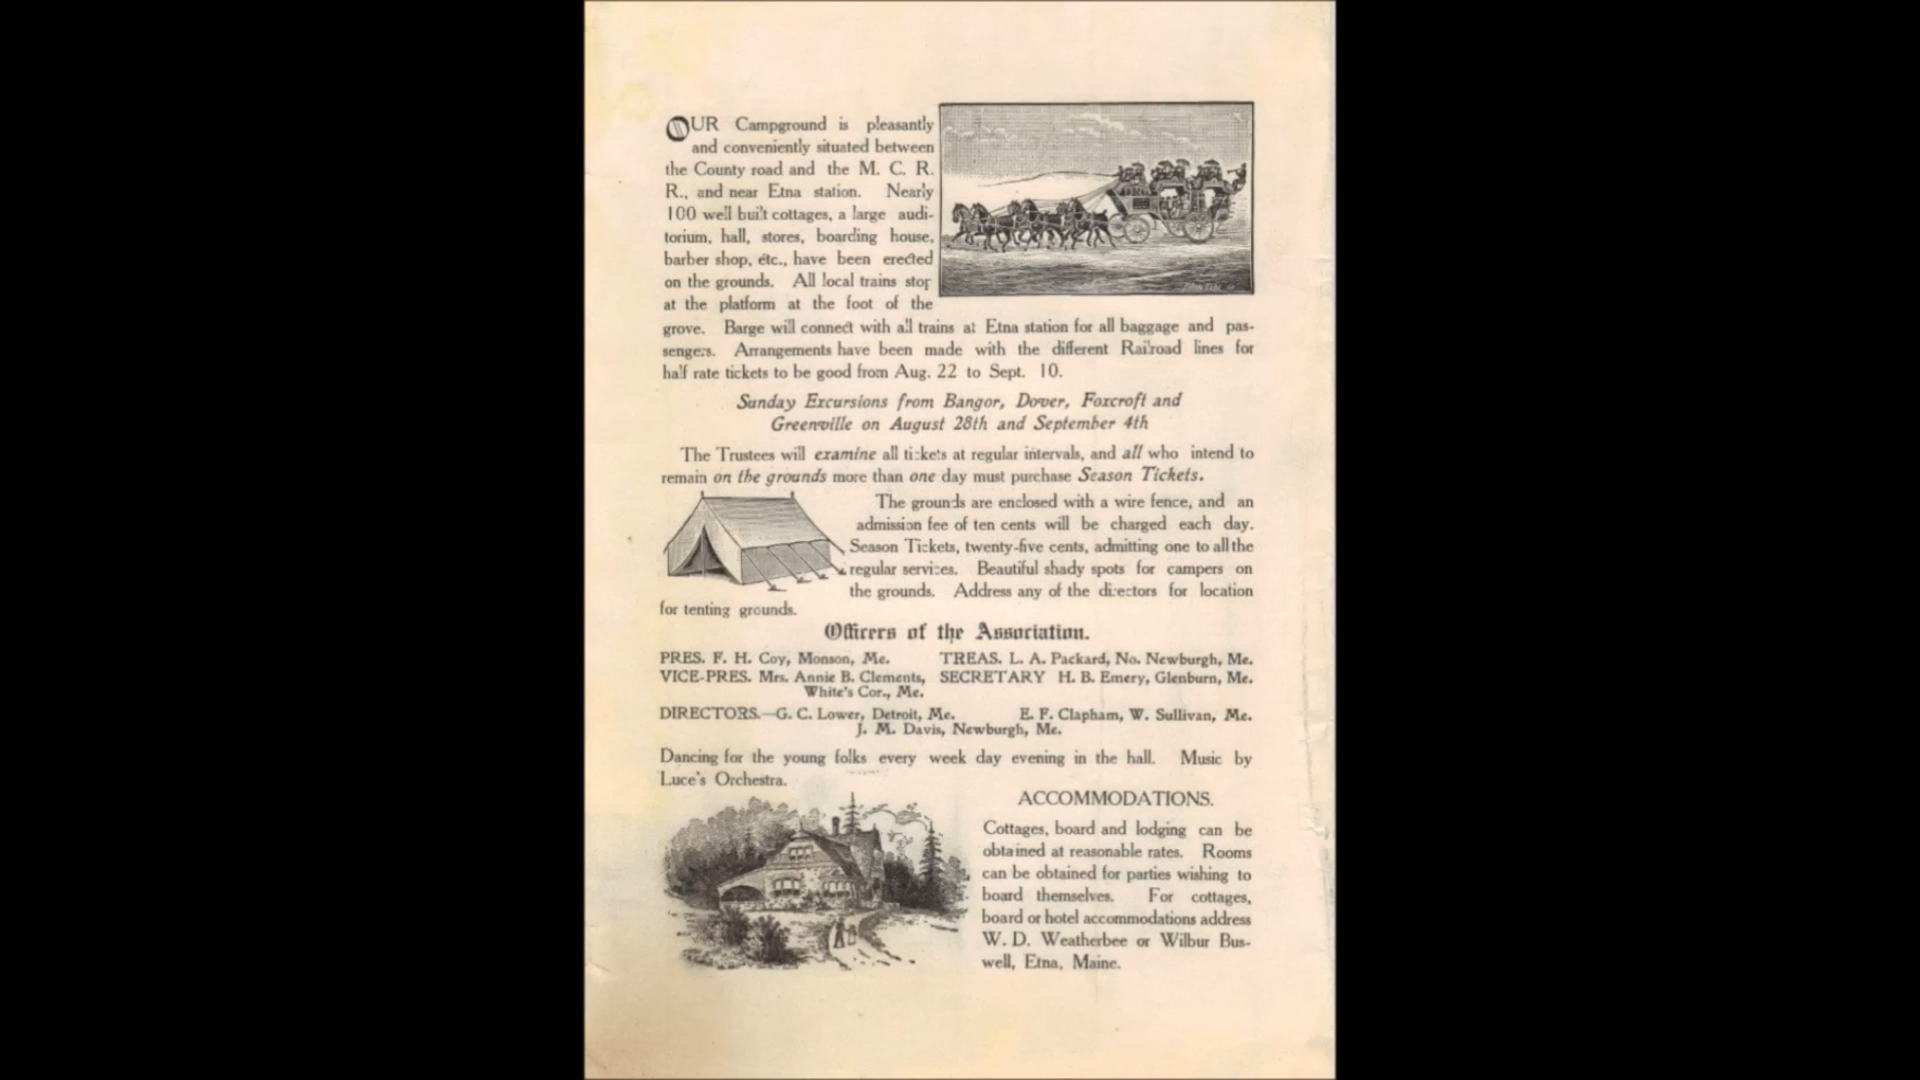 OUR Campground is pleasantly
and conveniently situated between
the County road and the M. C. R.
R., and near Etna station. Nearly
100 well built cottages, a large audi-
torium, hall, stores, boarding house,
barber shop, etc., have been erected
on the grounds. All local trains stop
at the platform at the foot of the
grove. Barge will connect with all trains at Etna station for all baggage and pas-
sengers. Arrangements have been made with the different Railroad lines for
half rate tickets to be good from Aug. 22 to Sept. 10.
Sunday Excursions from Bangor, Dover, Foxcroft and
Greenville on August 28th and September 4th
The Trustees will examine all tickets at regular intervals, and all who intend to
remain on the grounds more than one day must purchase Season Tickets.
The grounds are enclosed with a wire fence, and an
admission fee of ten cents will be charged each day.
Season Tickets, twenty-five cents, admitting one to all the
regular services. Beautiful shady spots for campers on
the grounds. Address any of the directors for location
for tenting grounds.
Officers of the Association.
PRES. F. H. Coy, Monson, Me. TREAS. L. A. Packard, No. Newburgh, Me.
VICE-PRES. Mrs. Annie B. Clements, SECRETARY H. B. Emery, Glenburn, Me.
White's Cor., Me.
DIRECTORS.—G. C. Lower, Detroit, Me. E. F. Clapham, W. Sullivan, Me.
J. M. Davis, Newburgh, Me.
Dancing for the young folks every week day evening in the hall. Music by
Luce's Orchestra.
ACCOMMODATIONS.
Cottages, board and lodging can be
obtained at reasonable rates. Rooms
can be obtained for parties wishing to
board themselves. For cottages,
board or hotel accommodations address
W. D. Weatherbee or Wilbur Bus-
well, Etna, Maine.